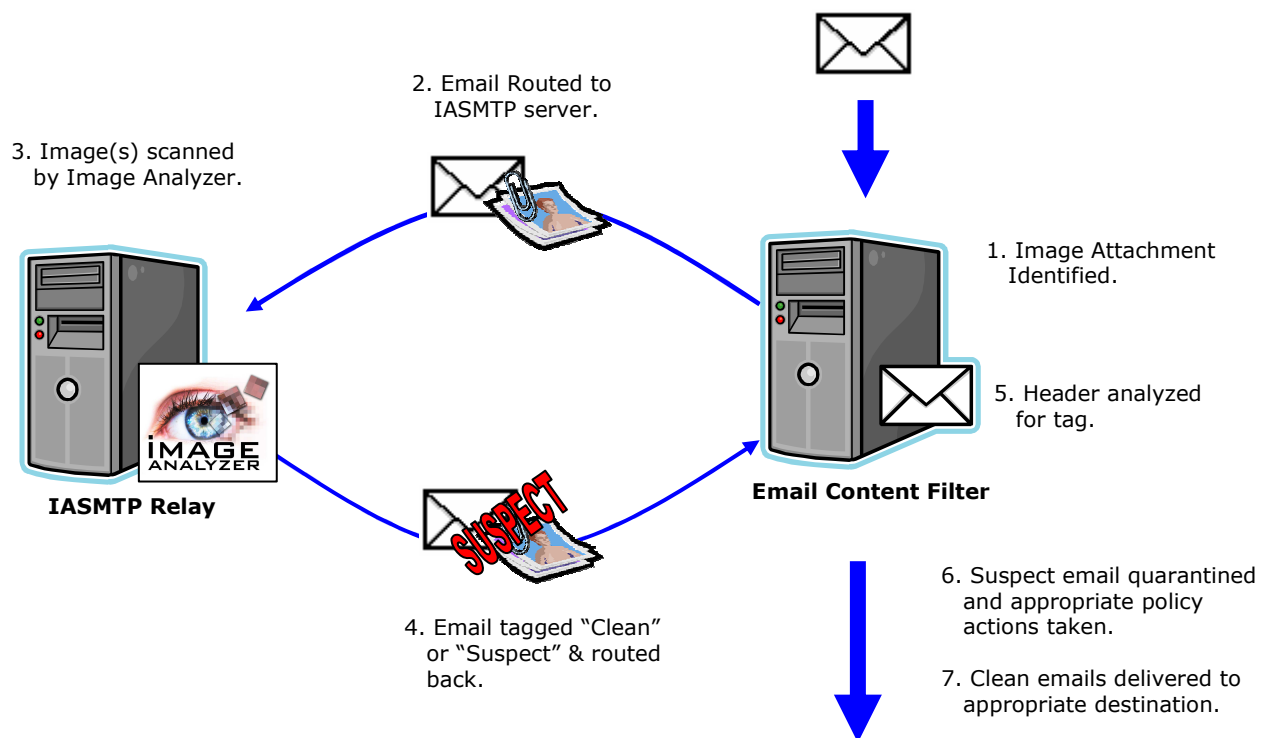 2. Email Routed to
IASMTP server.
3. Image(s) scanned
by Image Analyzer.
1. Image Attachment
Identified.
5. Header analyzed
for tag.
iMAGE
ANALYZER
IASMTP Relay
Email Content Filter
SUSPECT
4. Email tagged “Clean”
or “Suspect” & routed
back.
6. Suspect email quarantined
and appropriate policy
actions taken.
7. Clean emails delivered to
appropriate destination.